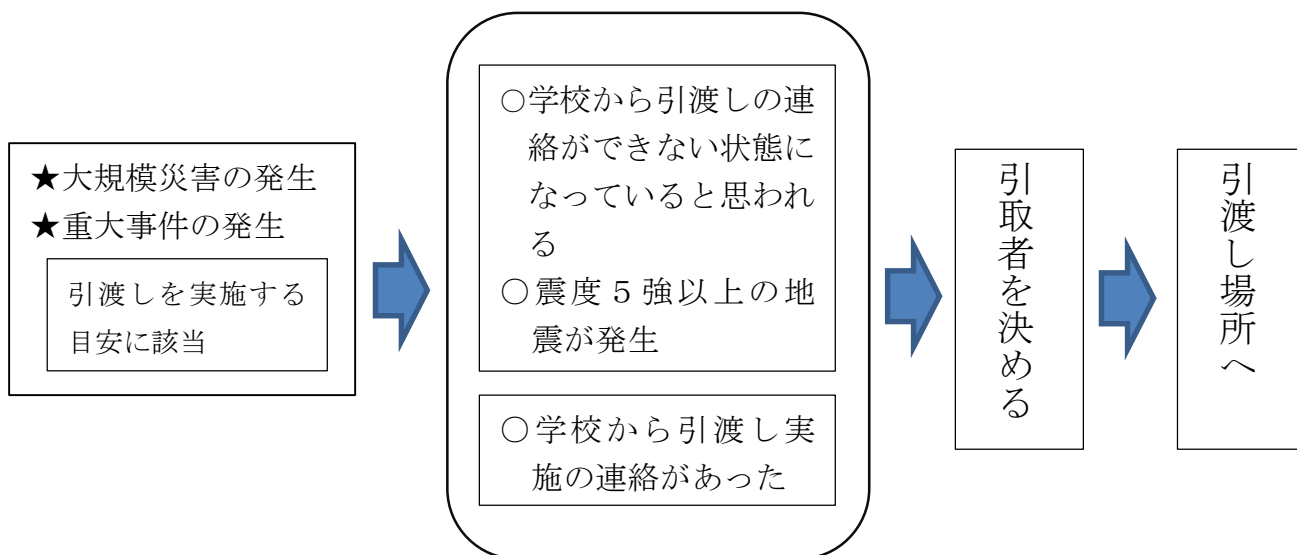 ★大規模災害の発生
★重大事件の発生
引渡しを実施する
目安に該当
○学校から引渡しの連
絡ができない状態に
なっていると思われ
る
○震度５強以上の地
震が発生
○学校から引渡し実
施の連絡があった
引取者を決める
引渡し場所へ